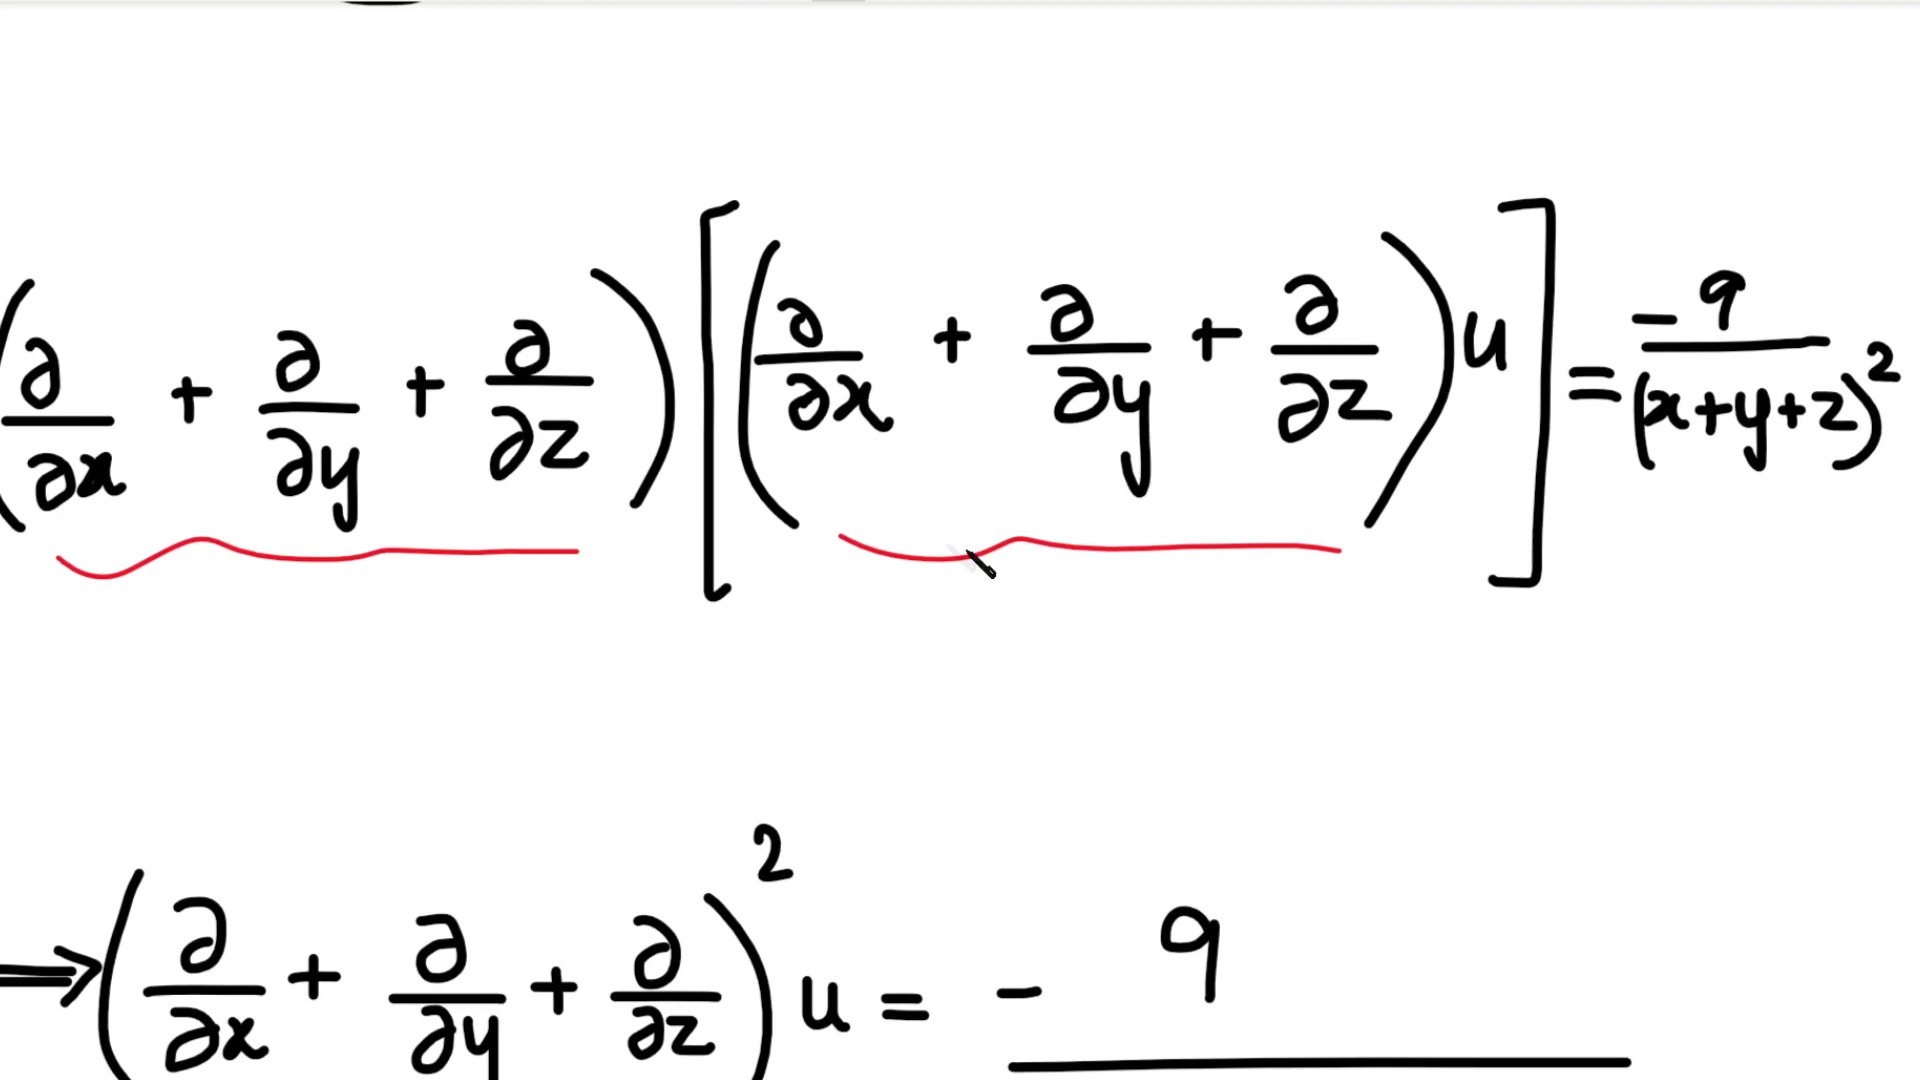 (∂/∂x + ∂/∂y + ∂/∂z) [(∂/∂x + ∂/∂y + ∂/∂z) u] = -9/(x+y+z)²
⟹ (∂/∂x + ∂/∂y + ∂/∂z)² u = - 9